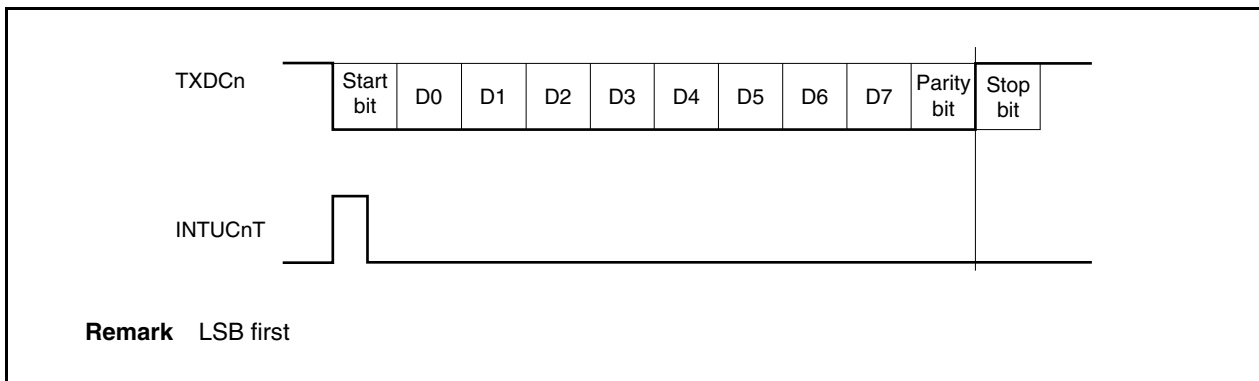 TXDCn
Start bit
D0
D1
D2
D3
D4
D5
D6
D7
Parity bit
Stop bit
INTUCnT
Remark LSB first